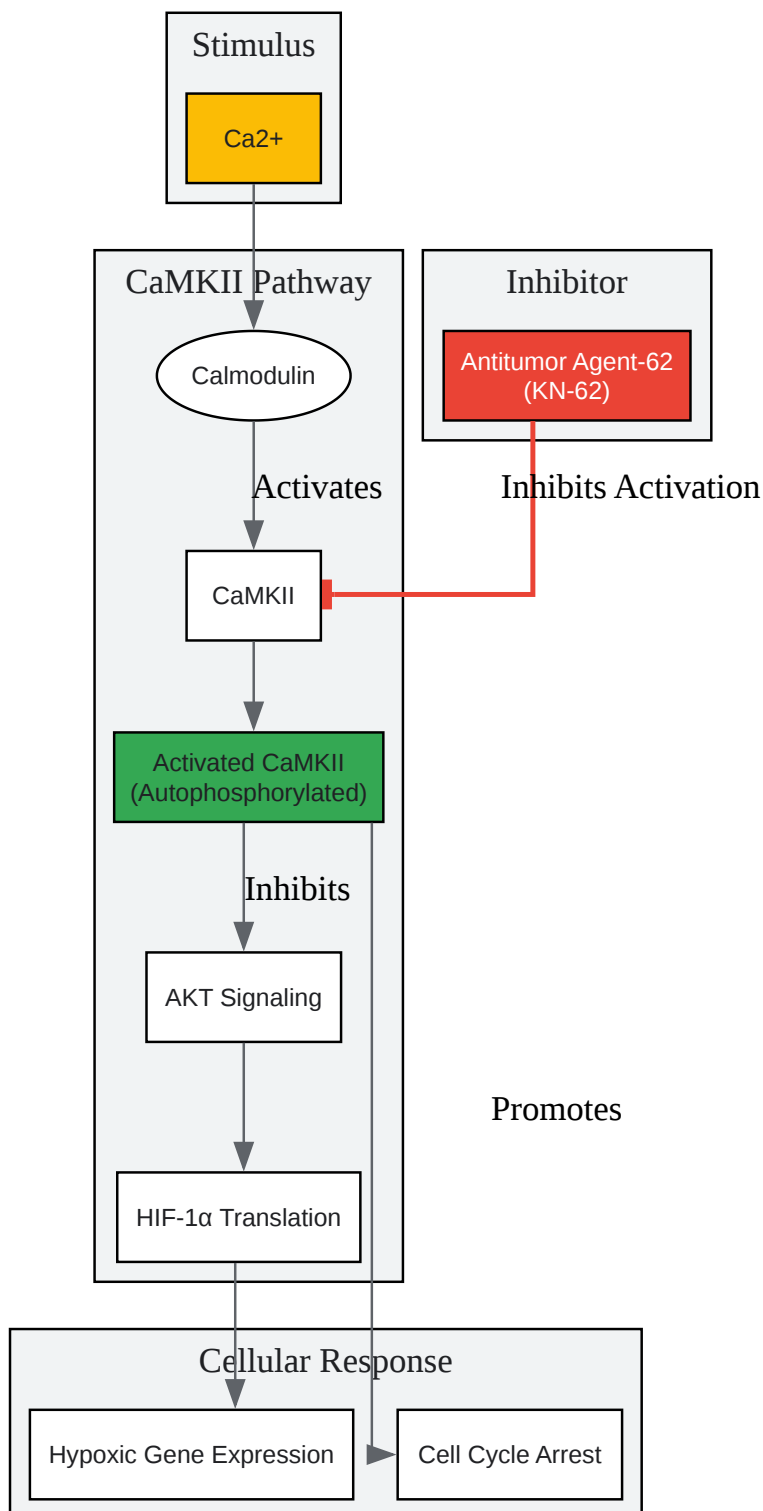 Stimulus
Ca2+
CaMKII Pathway
Inhibitor
Calmodulin
Antitumor Agent-62
(KN-62)
Activates
Inhibits Activation
CaMKII
Activated CaMKII
(Autophosphorylated)
Inhibits
AKT Signaling
Promotes
HIF-1α Translation
Cellular Response
Hypoxic Gene Expression
Cell Cycle Arrest